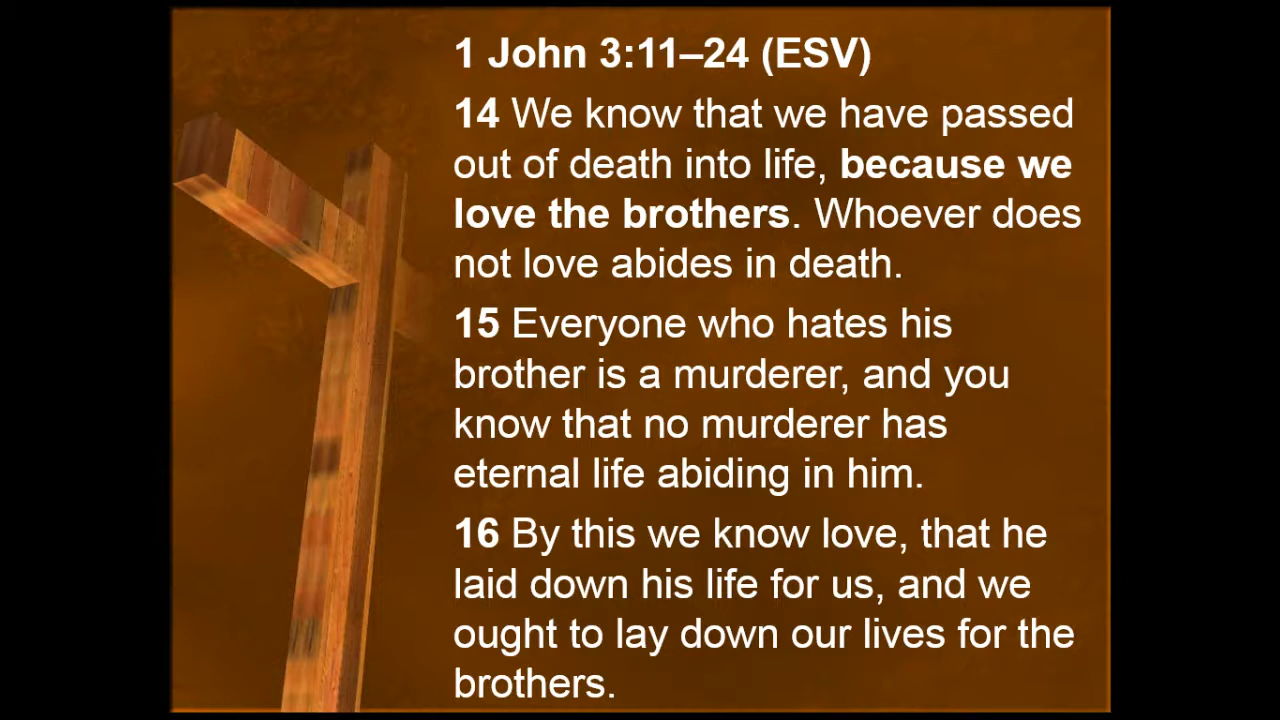 1 John 3:11–24 (ESV)
14 We know that we have passed
out of death into life, because we
love the brothers. Whoever does
not love abides in death.
15 Everyone who hates his
brother is a murderer, and you
know that no murderer has
eternal life abiding in him.
16 By this we know love, that he
laid down his life for us, and we
ought to lay down our lives for the
brothers.